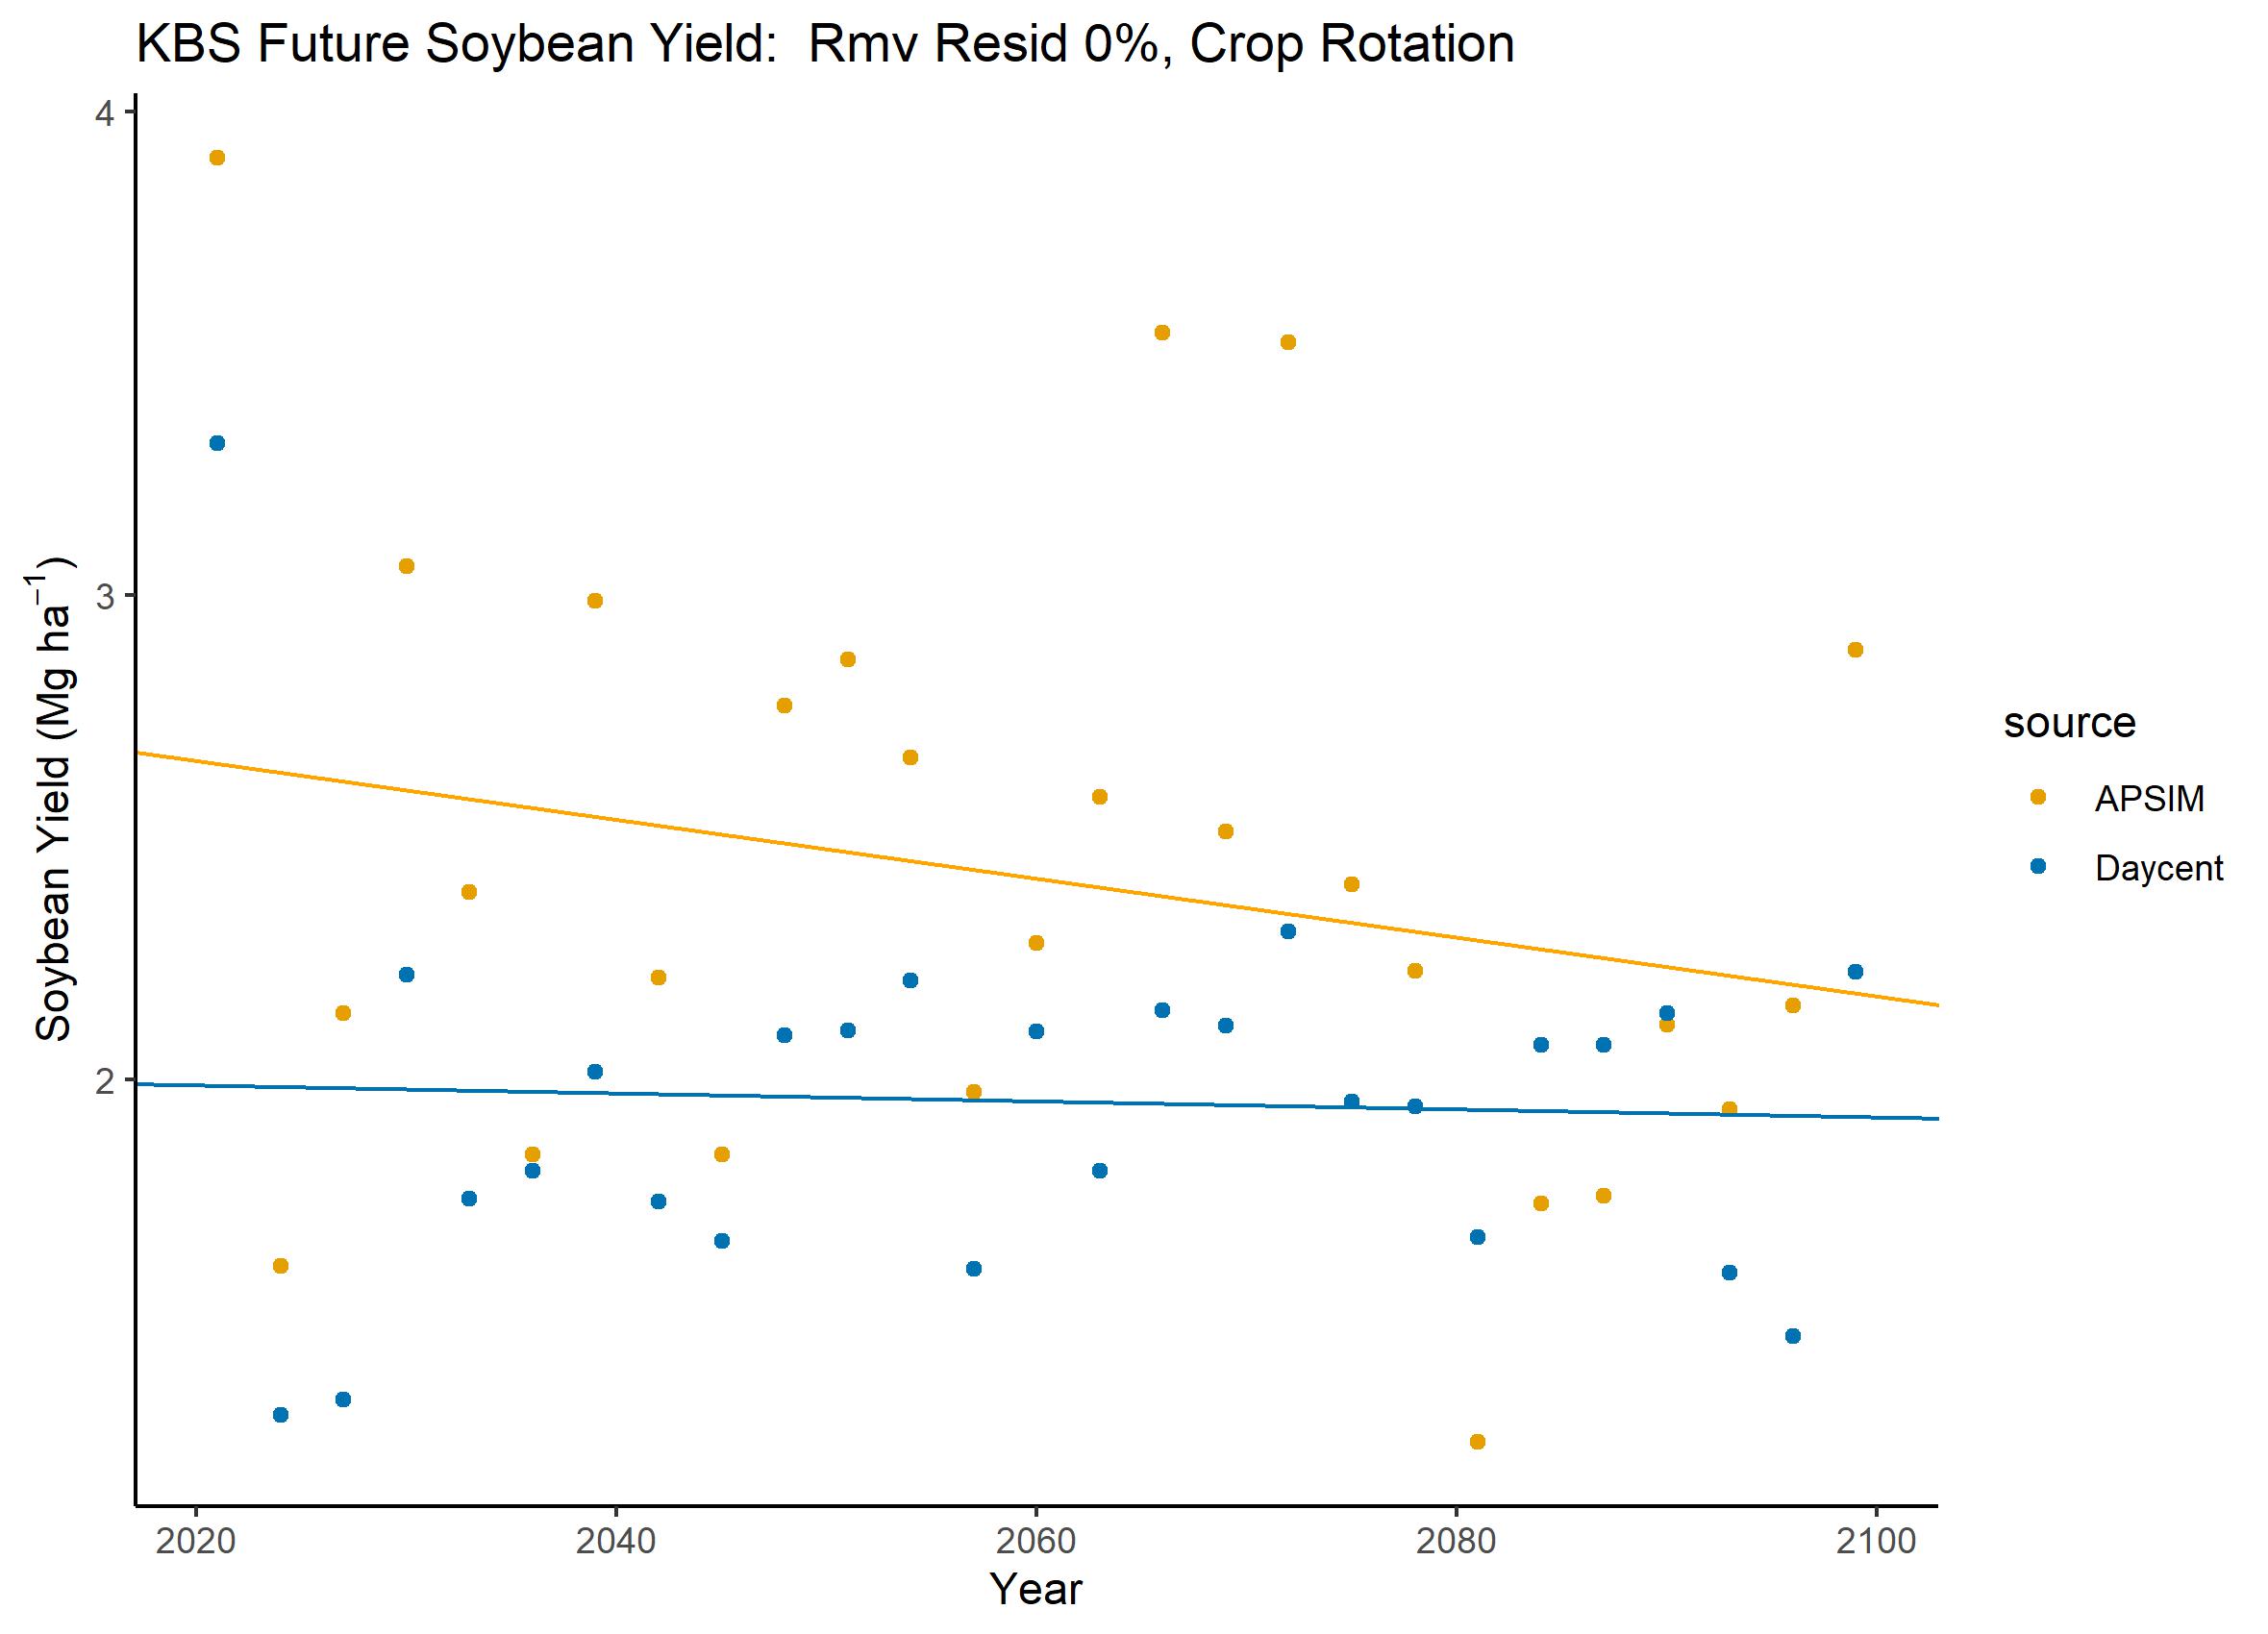 KBS Future Soybean Yield:  Rmv Resid 0%, Crop Rotation
4
3
2
Soybean Yield (Mg ha⁻¹)
2020
2040
2060
2080
2100
Year
source
APSIM
Daycent